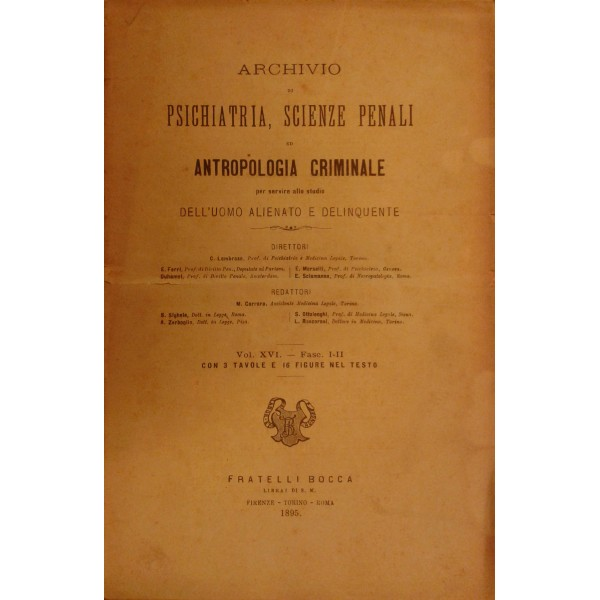 ARCHIVIO
DI
PSICHIATRIA, SCIENZE PENALI
ED
ANTROPOLOGIA CRIMINALE
per servire allo studio
DELL'UOMO ALIENATO E DELINQUENTE
DIRETTORI
C. Lombroso, Prof. di Psichiatria e Medicina Legale, Torino.
E. Ferri, Prof. di Diritto Pen., Deputato al Parlam.
E. Morselli, Prof. di Psichiatria, Genova.
Prof. di Diritto Penale,
E. Sciamanna, Prof. di Neuropatologia, Roma.
REDATTORI
M. Carrara, Assistente Medicina Legale, Torino.
S. Sighele, Dott. in Legge, Roma.
S. Ottolenghi, Prof. di Medicina Legale, Siena.
A. Zerboglio, Dott. in Legge, Pisa.
L. Roncoroni, Dottore in Medicina, Torino.
Vol. XVI. — Fasc. I-II
CON 3 TAVOLE E 16 FIGURE NEL TESTO
FRATELLI BOCCA
LIBRAI DI S. M.
FIRENZE - TORINO - ROMA
1895.